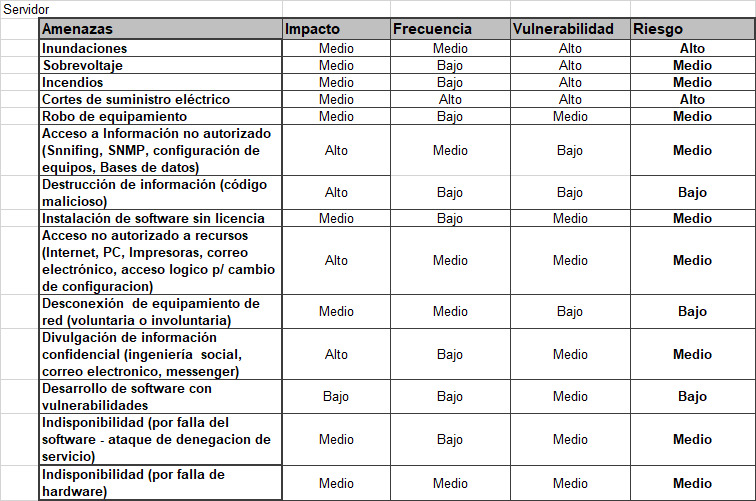 Servidor
Amenazas Impacto Frecuencia Vulnerabilidad Riesgo
Inundaciones Medio Medio Alto Alto
Sobrevoltaje Medio Bajo Alto Medio
Incendios Medio Bajo Alto Medio
Cortes de suministro eléctrico Medio Alto Alto Alto
Robo de equipamiento Medio Bajo Medio Medio
Acceso a Información no autorizado
(Snnifing, SNMP, configuración de
equipos, Bases de datos) Alto Medio Bajo Medio
Destrucción de información (código
malicioso) Alto Bajo Bajo Bajo
Instalación de software sin licencia Medio Bajo Medio Medio
Acceso no autorizado a recursos
(Internet, PC, Impresoras, correo
electrónico, acceso logico p/ cambio
de configuracion) Alto Medio Medio Medio
Desconexión de equipamiento de
red (voluntaria o involuntaria) Medio Medio Bajo Bajo
Divulgación de información
confidencial (ingeniería social,
correo electronico, messenger) Alto Bajo Medio Medio
Desarrollo de software con
vulnerabilidades Bajo Bajo Medio Bajo
Indisponibilidad (por falla del
software - ataque de denegacion de
servicio) Medio Bajo Medio Medio
Indisponibilidad (por falla de
hardware) Medio Medio Medio Medio